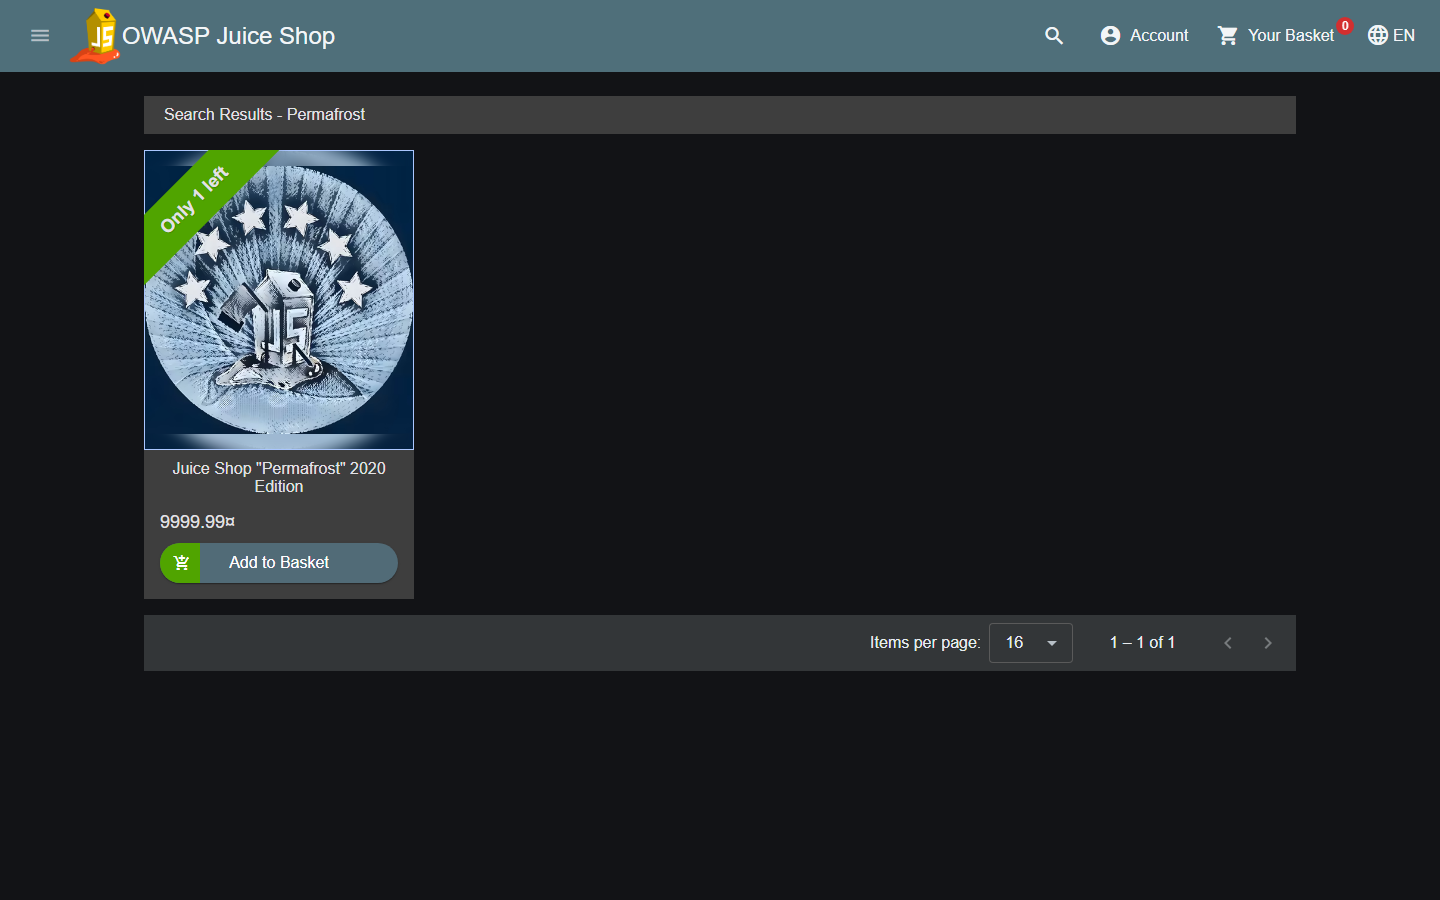 OWASP Juice Shop
Account
Your Basket
0
EN
Search Results - Permafrost
Only 1 left
JS
Juice Shop "Permafrost" 2020
Edition
9999.99¤
Add to Basket
Items per page:
16
1 – 1 of 1